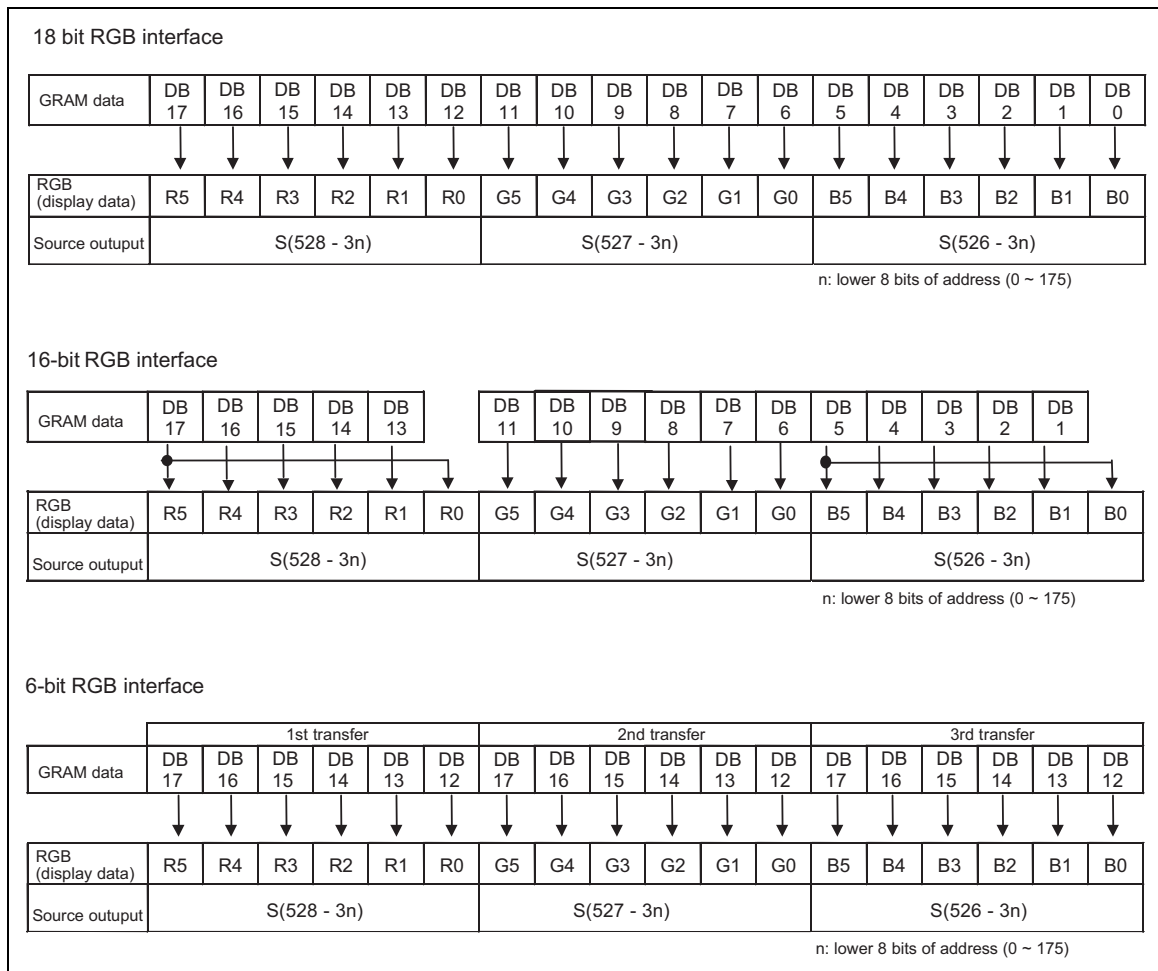 18 bit RGB interface
GRAM data DB 17 DB 16 DB 15 DB 14 DB 13 DB 12 DB 11 DB 10 DB 9 DB 8 DB 7 DB 6 DB 5 DB 4 DB 3 DB 2 DB 1 DB 0
RGB (display data) R5 R4 R3 R2 R1 R0 G5 G4 G3 G2 G1 G0 B5 B4 B3 B2 B1 B0
Source outuput S(528 - 3n) S(527 - 3n) S(526 - 3n)
n: lower 8 bits of address (0 ~ 175)
16-bit RGB interface
GRAM data DB 17 DB 16 DB 15 DB 14 DB 13 DB 11 DB 10 DB 9 DB 8 DB 7 DB 6 DB 5 DB 4 DB 3 DB 2 DB 1
RGB (display data) R5 R4 R3 R2 R1 R0 G5 G4 G3 G2 G1 G0 B5 B4 B3 B2 B1 B0
Source outuput S(528 - 3n) S(527 - 3n) S(526 - 3n)
n: lower 8 bits of address (0 ~ 175)
6-bit RGB interface
1st transfer 2nd transfer 3rd transfer
GRAM data DB 17 DB 16 DB 15 DB 14 DB 13 DB 12 DB 17 DB 16 DB 15 DB 14 DB 13 DB 12 DB 17 DB 16 DB 15 DB 14 DB 13 DB 12
RGB (display data) R5 R4 R3 R2 R1 R0 G5 G4 G3 G2 G1 G0 B5 B4 B3 B2 B1 B0
Source outuput S(528 - 3n) S(527 - 3n) S(526 - 3n)
n: lower 8 bits of address (0 ~ 175)